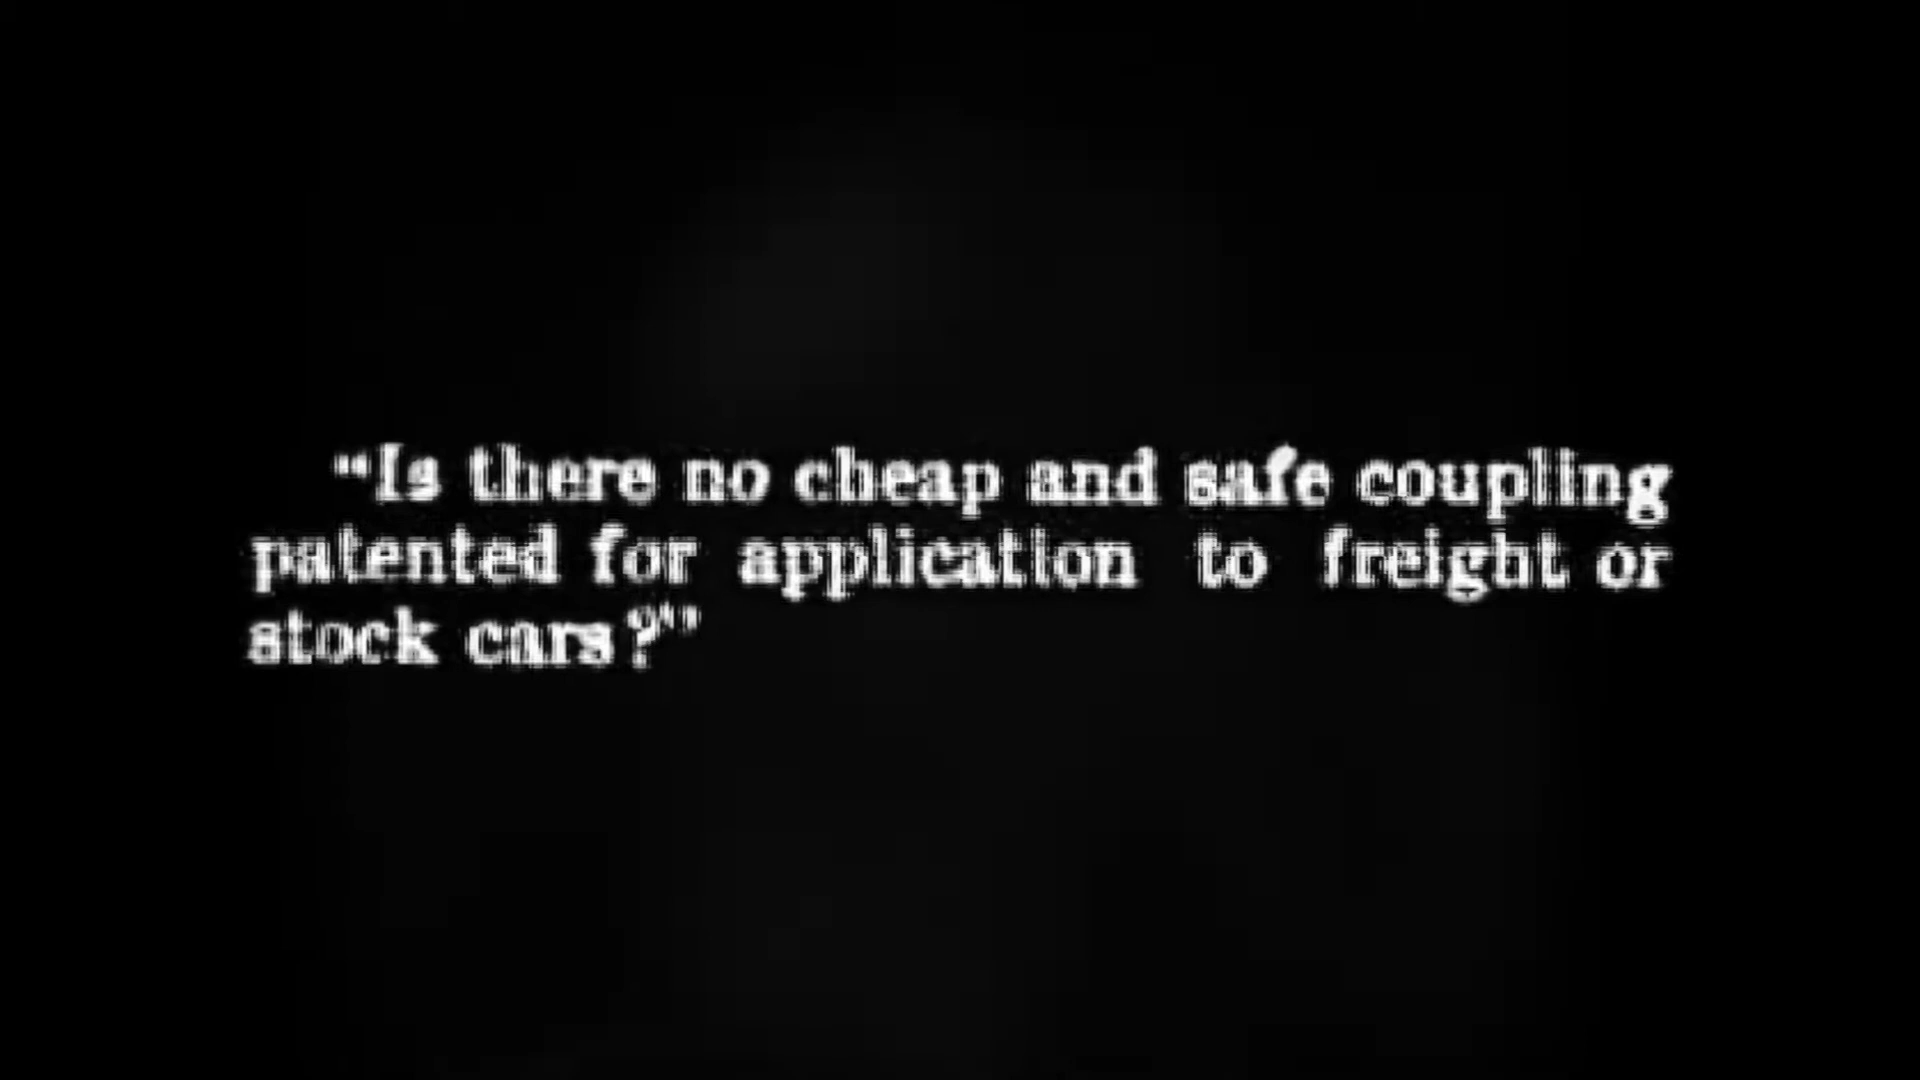 “Is there no cheap and safe coupling
patented for application to freight or
stock cars?”